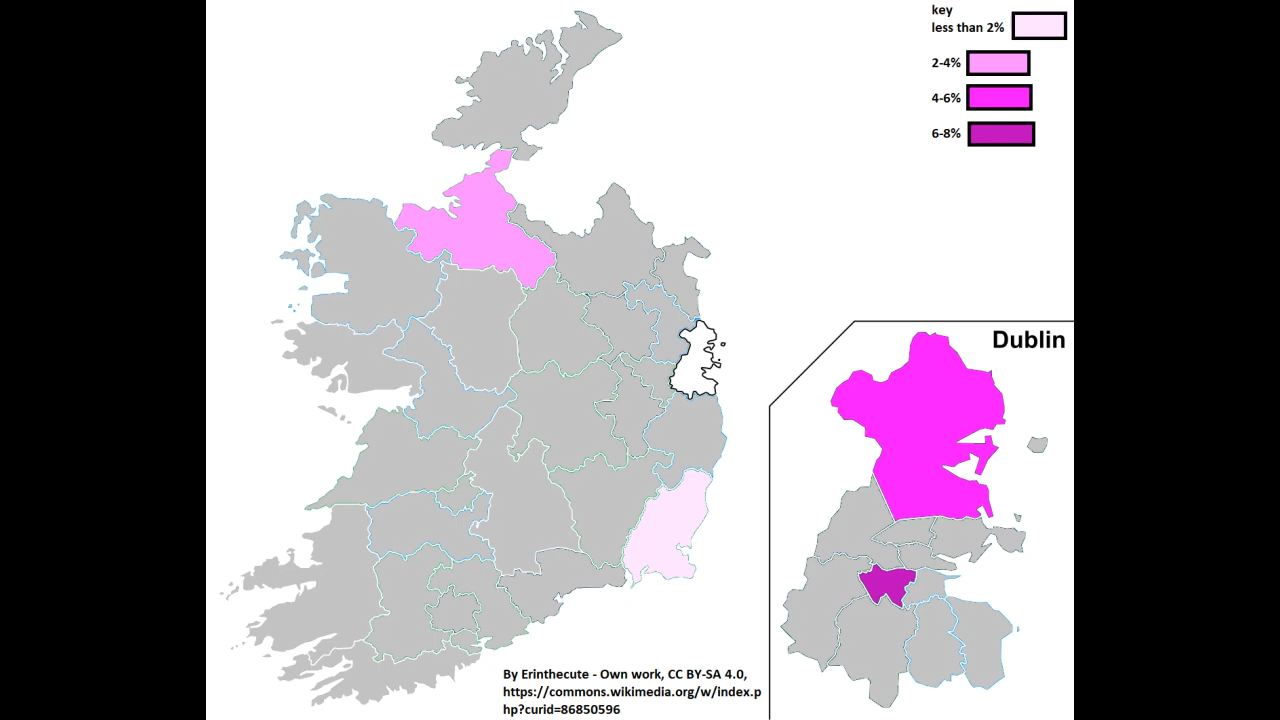 key
less than 2%
2-4%
4-6%
6-8%
Dublin
By Erinthecute - Own work, CC BY-SA 4.0,
https://commons.wikimedia.org/w/index.p
hp?curid=86850596